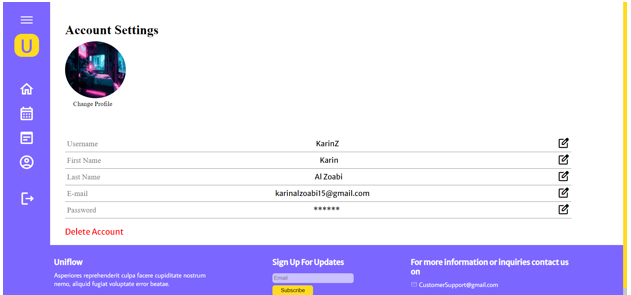 U
Account Settings
Change Profile
Username KarinZ
First Name Karin
Last Name Al Zoabi
E-mail karinalzoabi15@gmail.com
Password ******
Delete Account
Uniflow
Asperiores reprehenderit culpa facere cupiditate nostrum
nemo, aliquid fugiat voluptate error beatae.
Sign Up For Updates
Email
Subscribe
For more information or inquiries contact us
on
CustomerSupport@gmail.com